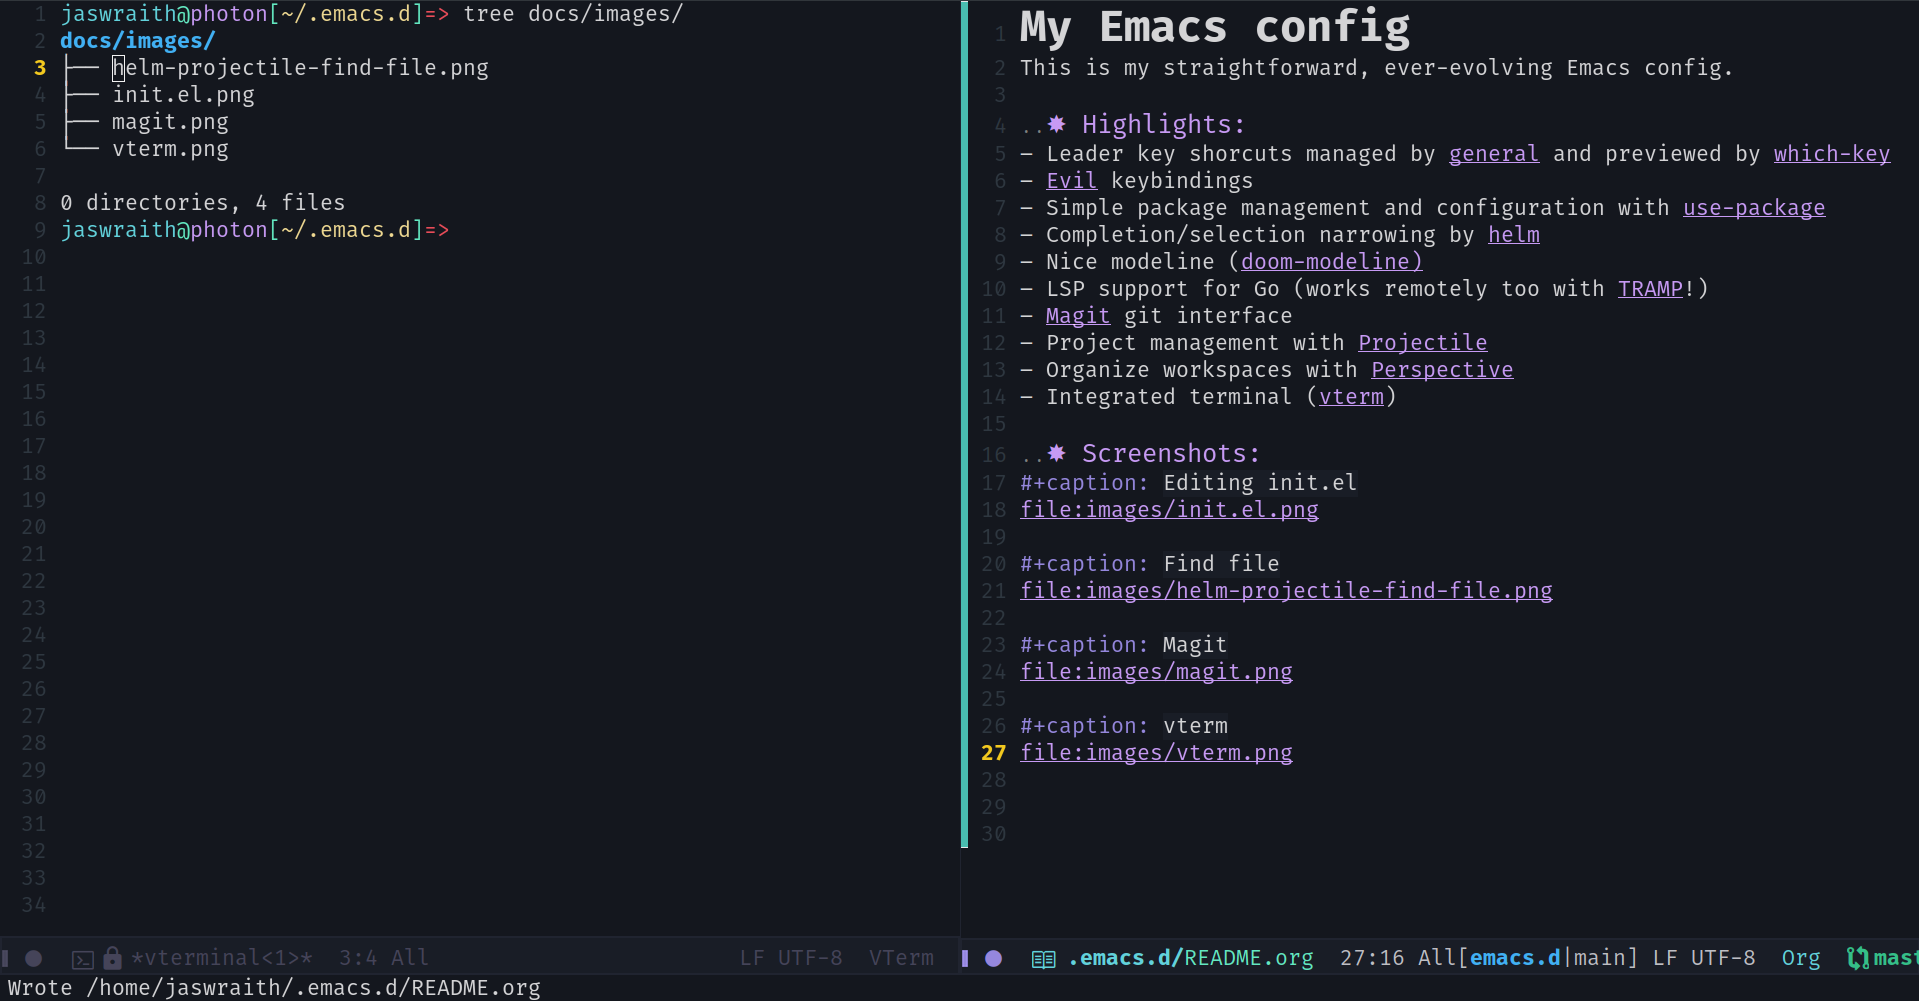 1 jaswraith@photon[~/.emacs.d]=> tree docs/images/
2 docs/images/
3 ├── helm-projectile-find-file.png
4 ├── init.el.png
5 ├── magit.png
6 └── vterm.png
7
8 0 directories, 4 files
9 jaswraith@photon[~/.emacs.d]=>
10
11
12
13
14
15
16
17
18
19
20
21
22
23
24
25
26
27
28
29
30
31
32
33
34
*vterminal<1>* 3:4 All LF UTF-8 VTerm
1 My Emacs config
2 This is my straightforward, ever-evolving Emacs config.
3
4 ..✸ Highlights:
5 – Leader key shorcuts managed by general and previewed by which-key
6 – Evil keybindings
7 – Simple package management and configuration with use-package
8 – Completion/selection narrowing by helm
9 – Nice modeline (doom-modeline)
10 – LSP support for Go (works remotely too with TRAMP!)
11 – Magit git interface
12 – Project management with Projectile
13 – Organize workspaces with Perspective
14 – Integrated terminal (vterm)
15
16 ..✸ Screenshots:
17 #+caption: Editing init.el
18 file:images/init.el.png
19
20 #+caption: Find file
21 file:images/helm-projectile-find-file.png
22
23 #+caption: Magit
24 file:images/magit.png
25
26 #+caption: vterm
27 file:images/vterm.png
28
29
30
.emacs.d/README.org 27:16 All[emacs.d|main] LF UTF-8 Org mast
Wrote /home/jaswraith/.emacs.d/README.org